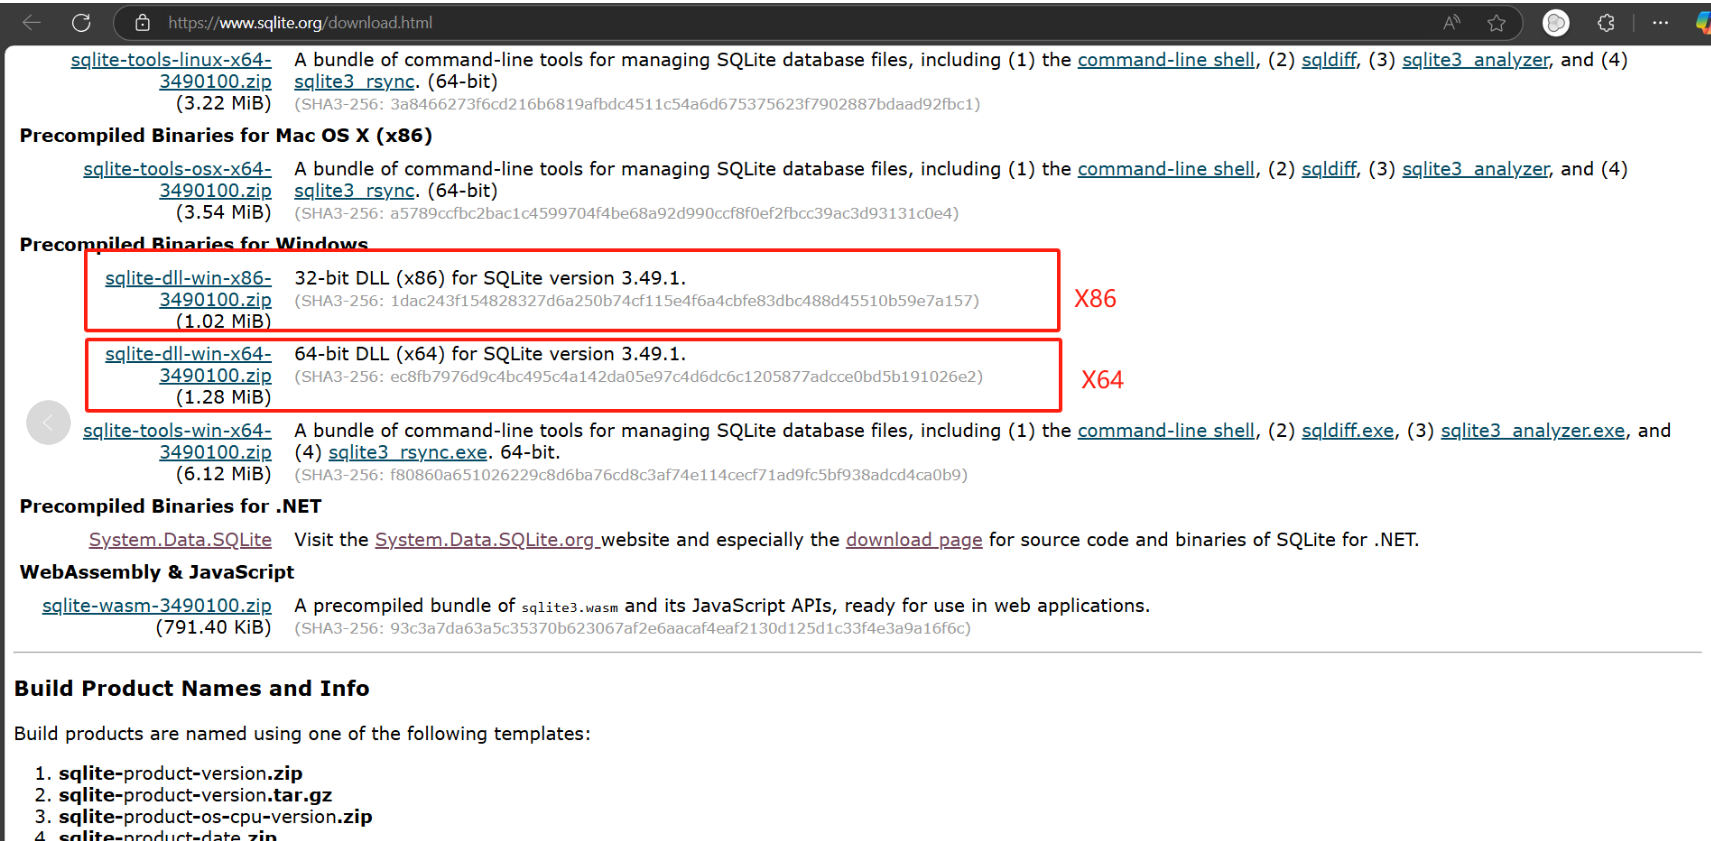 https://www.sqlite.org/download.html
sqlite-tools-linux-x64-3490100.zip
(3.22 MiB)
A bundle of command-line tools for managing SQLite database files, including (1) the command-line shell, (2) sqldiff, (3) sqlite3_analyzer, and (4)
sqlite3_rsync. (64-bit)
(SHA3-256: 3a8466273f6cd216b6819afbdc4511c54a6d675375623f7902887bdaad92fbc1)
Precompiled Binaries for Mac OS X (x86)
sqlite-tools-osx-x64-
3490100.zip
(3.54 MiB)
A bundle of command-line tools for managing SQLite database files, including (1) the command-line shell, (2) sqldiff, (3) sqlite3_analyzer, and (4)
sqlite3_rsync. (64-bit)
(SHA3-256: a5789ccfbc2bac1c4599704f4be68a92d990ccf8f0ef2fbcc39ac3d93131c0e4)
Precompiled Binaries for Windows
sqlite-dll-win-x86-
3490100.zip
(1.02 MiB)
32-bit DLL (x86) for SQLite version 3.49.1.
(SHA3-256: 1dac243f154828327d6a250b74cf115e4f6a4cbfe83dbc488d45510b59e7a157)
X86
sqlite-dll-win-x64-
3490100.zip
(1.28 MiB)
64-bit DLL (x64) for SQLite version 3.49.1.
(SHA3-256: ec8fb7976d9c4bc495c4a142da05e97c4d6dc6c1205877adcce0bd5b191026e2)
X64
sqlite-tools-win-x64-
3490100.zip
(6.12 MiB)
A bundle of command-line tools for managing SQLite database files, including (1) the command-line shell, (2) sqldiff.exe, (3) sqlite3_analyzer.exe, and
(4) sqlite3_rsync.exe. 64-bit.
(SHA3-256: f80860a651026229c8d6ba76cd8c3af74e114cecf71ad9fc5bf938adcd4ca0b9)
Precompiled Binaries for .NET
System.Data.SQLite
Visit the System.Data.SQLite.org website and especially the download page for source code and binaries of SQLite for .NET.
WebAssembly & JavaScript
sqlite-wasm-3490100.zip
(791.40 KiB)
A precompiled bundle of sqlite3.wasm and its JavaScript APIs, ready for use in web applications.
(SHA3-256: 93c3a7da63a5c35370b623067af2e6aacaf4eaf2130d125d1c33f4e3a9a16f6c)
Build Product Names and Info
Build products are named using one of the following templates:
1. sqlite-product-version.zip
2. sqlite-product-version.tar.gz
3. sqlite-product-os-cpu-version.zip
4. sqlite-product-date.zip